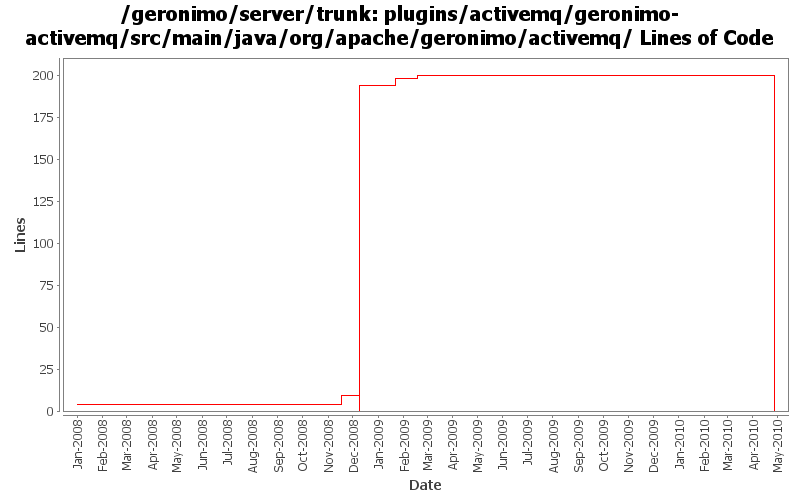 /geronimo/server/trunk: plugins/activemq/geronimo-
activemq/src/main/java/org/apache/geronimo/activemq/ Lines of Code
200
175
150
125
100
75
50
25
0
Lines
Jan-2008
Feb-2008
Mar-2008
Apr-2008
May-2008
Jun-2008
Jul-2008
Aug-2008
Sep-2008
Oct-2008
Nov-2008
Dec-2008
Jan-2009
Feb-2009
Mar-2009
Apr-2009
May-2009
Jun-2009
Jul-2009
Aug-2009
Sep-2009
Oct-2009
Nov-2009
Dec-2009
Jan-2010
Feb-2010
Mar-2010
Apr-2010
May-2010
Date